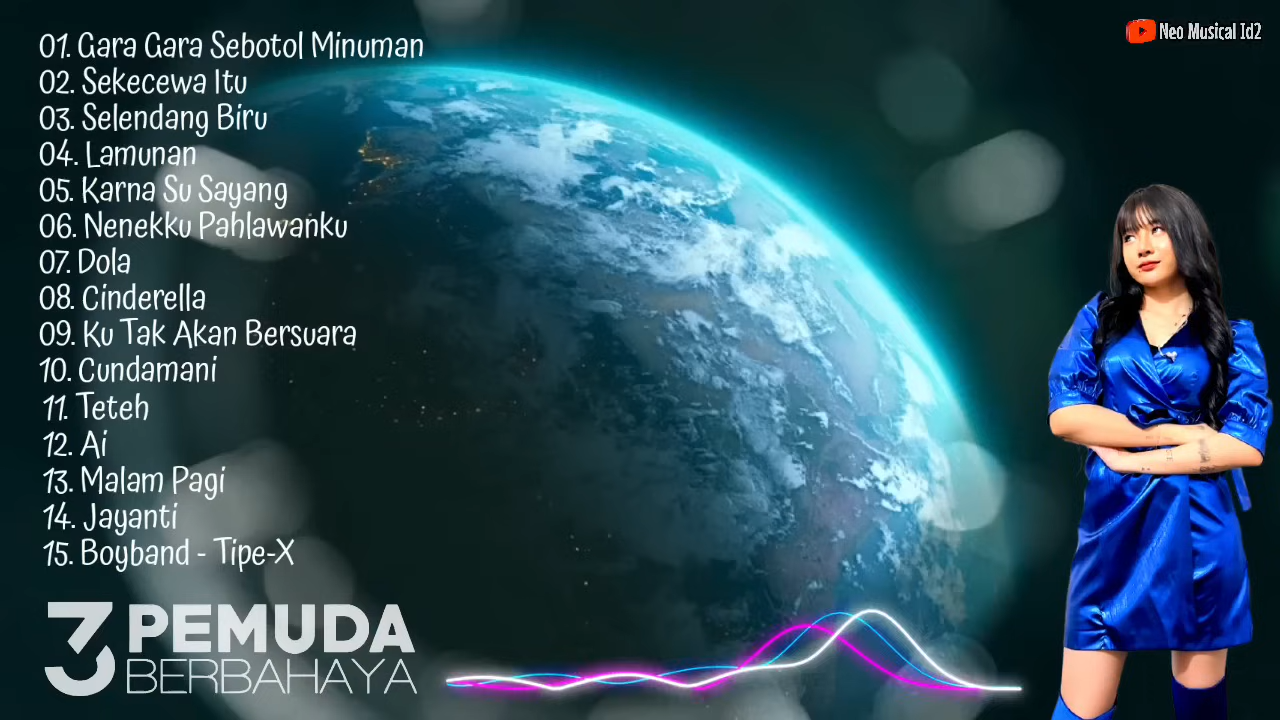 01. Gara Gara Sebotol Minuman
02. Sekecewa Itu
03. Selendang Biru
04. Lamunan
05. Karna Su Sayang
06. Nenekku Pahlawanku
07. Dola
08. Cinderella
09. Ku Tak Akan Bersuara
10. Cundamani
11. Teteh
12. Ai
13. Malam Pagi
14. Jayanti
15. Boyband - Tipe-X
3 PEMUDA
BERBAHAYA
Neo Musical Id2